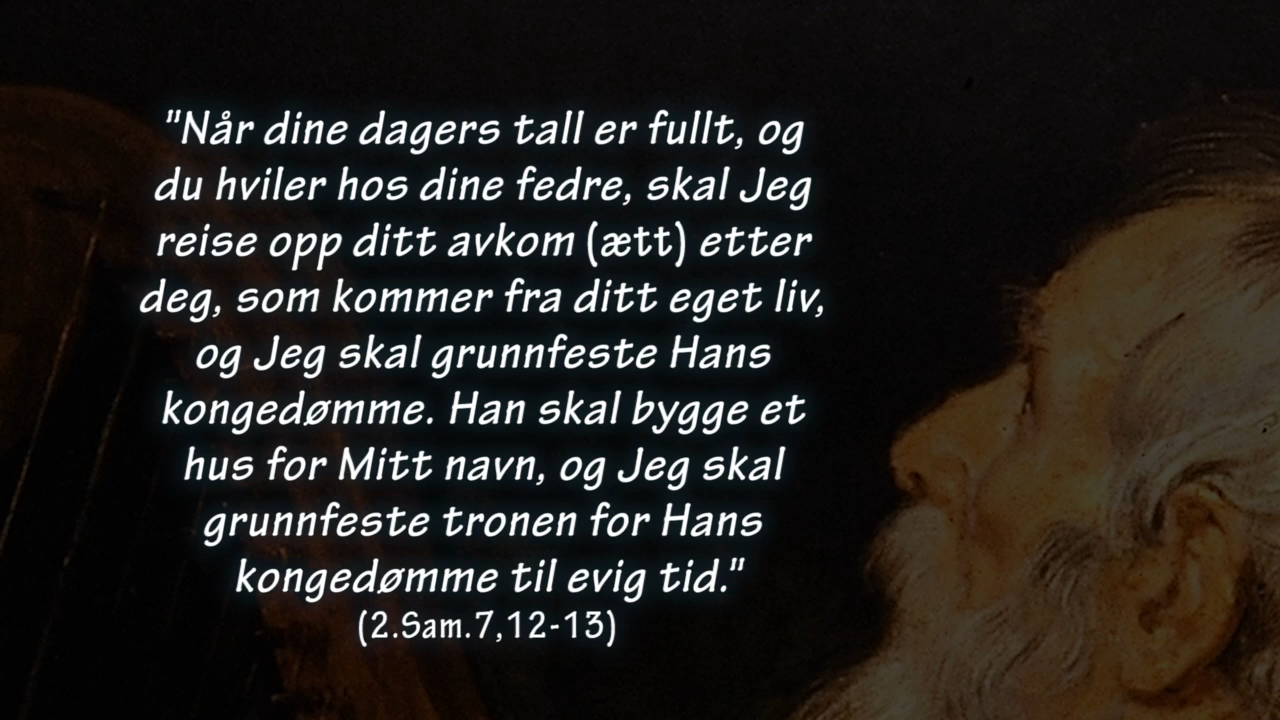 "Når dine dagers tall er fullt, og
du hviler hos dine fedre, skal Jeg
reise opp ditt avkom (ætt) etter
deg, som kommer fra ditt eget liv,
og Jeg skal grunnfeste Hans
kongedømme. Han skal bygge et
hus for Mitt navn, og Jeg skal
grunnfeste tronen for Hans
kongedømme til evig tid."
(2.Sam.7,12-13)